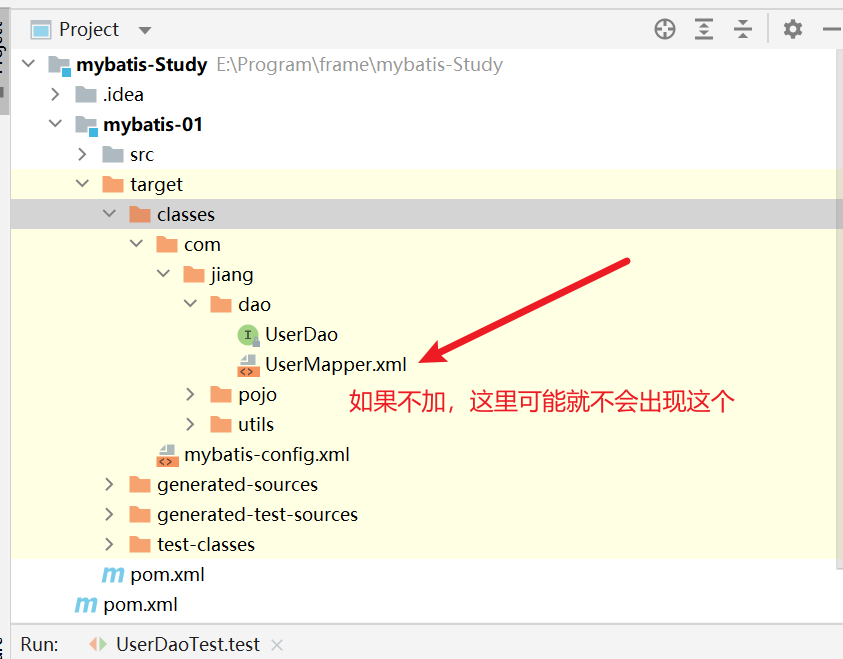 Project
mybatis-Study E:\Program\frame\mybatis-Study
.idea
mybatis-01
src
target
classes
com
jiang
dao
UserDao
UserMapper.xml
如果不加，这里可能就不会出现这个
pojo
utils
mybatis-config.xml
generated-sources
generated-test-sources
test-classes
pom.xml
pom.xml
Run: UserDaoTest.test